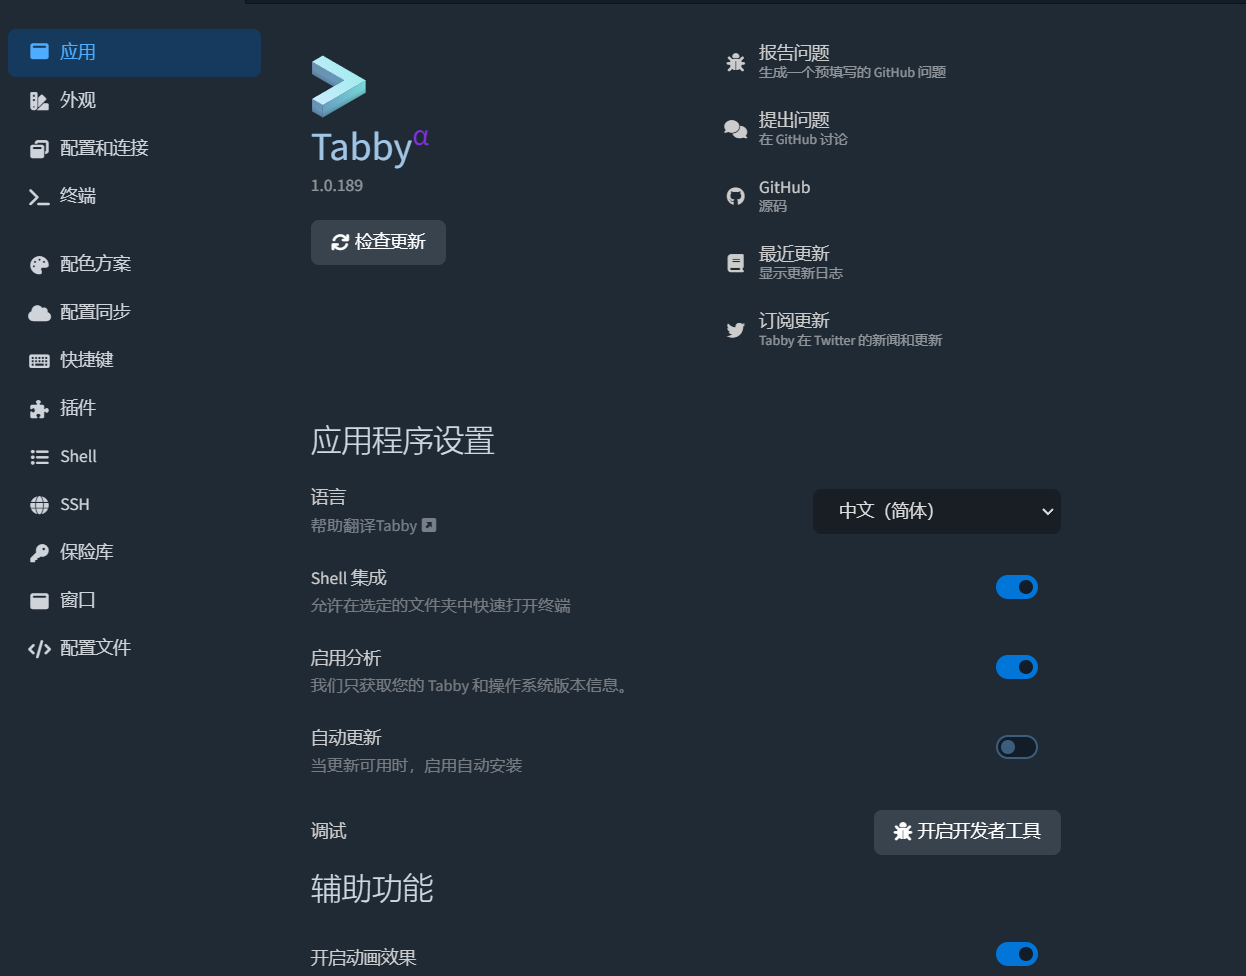 应用
外观
配置和连接
终端
配色方案
配置同步
快捷键
插件
Shell
SSH
保险库
窗口
配置文件
Tabbyα
1.0.189
检查更新
报告问题
生成一个预填写的 GitHub 问题
提出问题
在 GitHub 讨论
GitHub
源码
最近更新
显示更新日志
订阅更新
Tabby 在 Twitter 的新闻和更新
应用程序设置
语言
帮助翻译Tabby
中文（简体）
Shell 集成
允许在选定的文件夹中快速打开终端
启用分析
我们只获取您的 Tabby 和操作系统版本信息。
自动更新
当更新可用时，启用自动安装
调试
开启开发者工具
辅助功能
开启动画效果